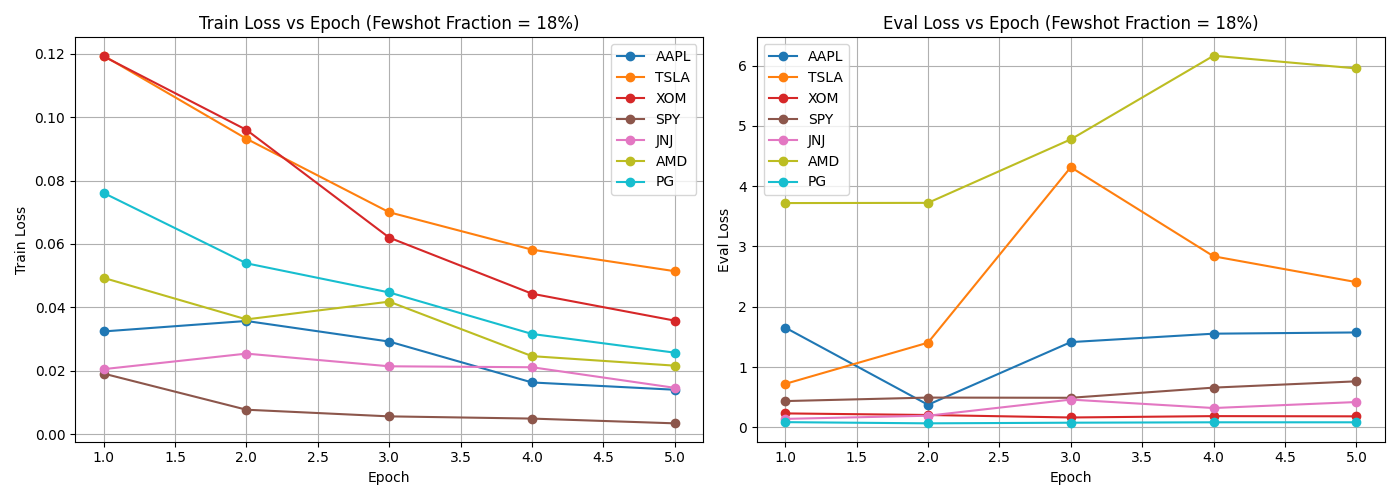 Train Loss vs Epoch (Fewshot Fraction = 18%)
0.12
0.10
0.08
0.06
0.04
0.02
0.00
Train Loss
1.0 1.5 2.0 2.5 3.0 3.5 4.0 4.5 5.0
Epoch
AAPL
TSLA
XOM
SPY
JNJ
AMD
PG
Eval Loss vs Epoch (Fewshot Fraction = 18%)
6
5
4
3
2
1
0
Eval Loss
1.0 1.5 2.0 2.5 3.0 3.5 4.0 4.5 5.0
Epoch
AAPL
TSLA
XOM
SPY
JNJ
AMD
PG